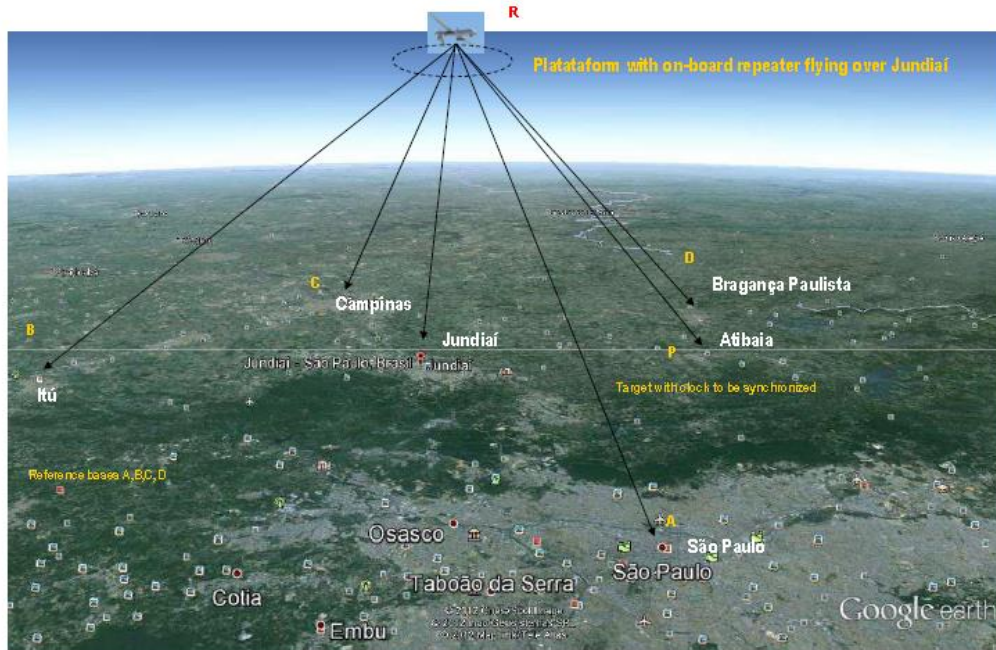 R
Platataform with on-board repeater flying over Jundiaí
D
C
Bragança Paulista
Campinas
B
Jundiaí
Atibaia
P
Jundiaí - São Paulo, Brasil
Jundiaí
Itú
Target with clock to be synchronized
Reference bases A,B,C,D
A
Osasco
São Paulo
São Paulo
Taboão da Serra
Cotia
Embu
Google earth